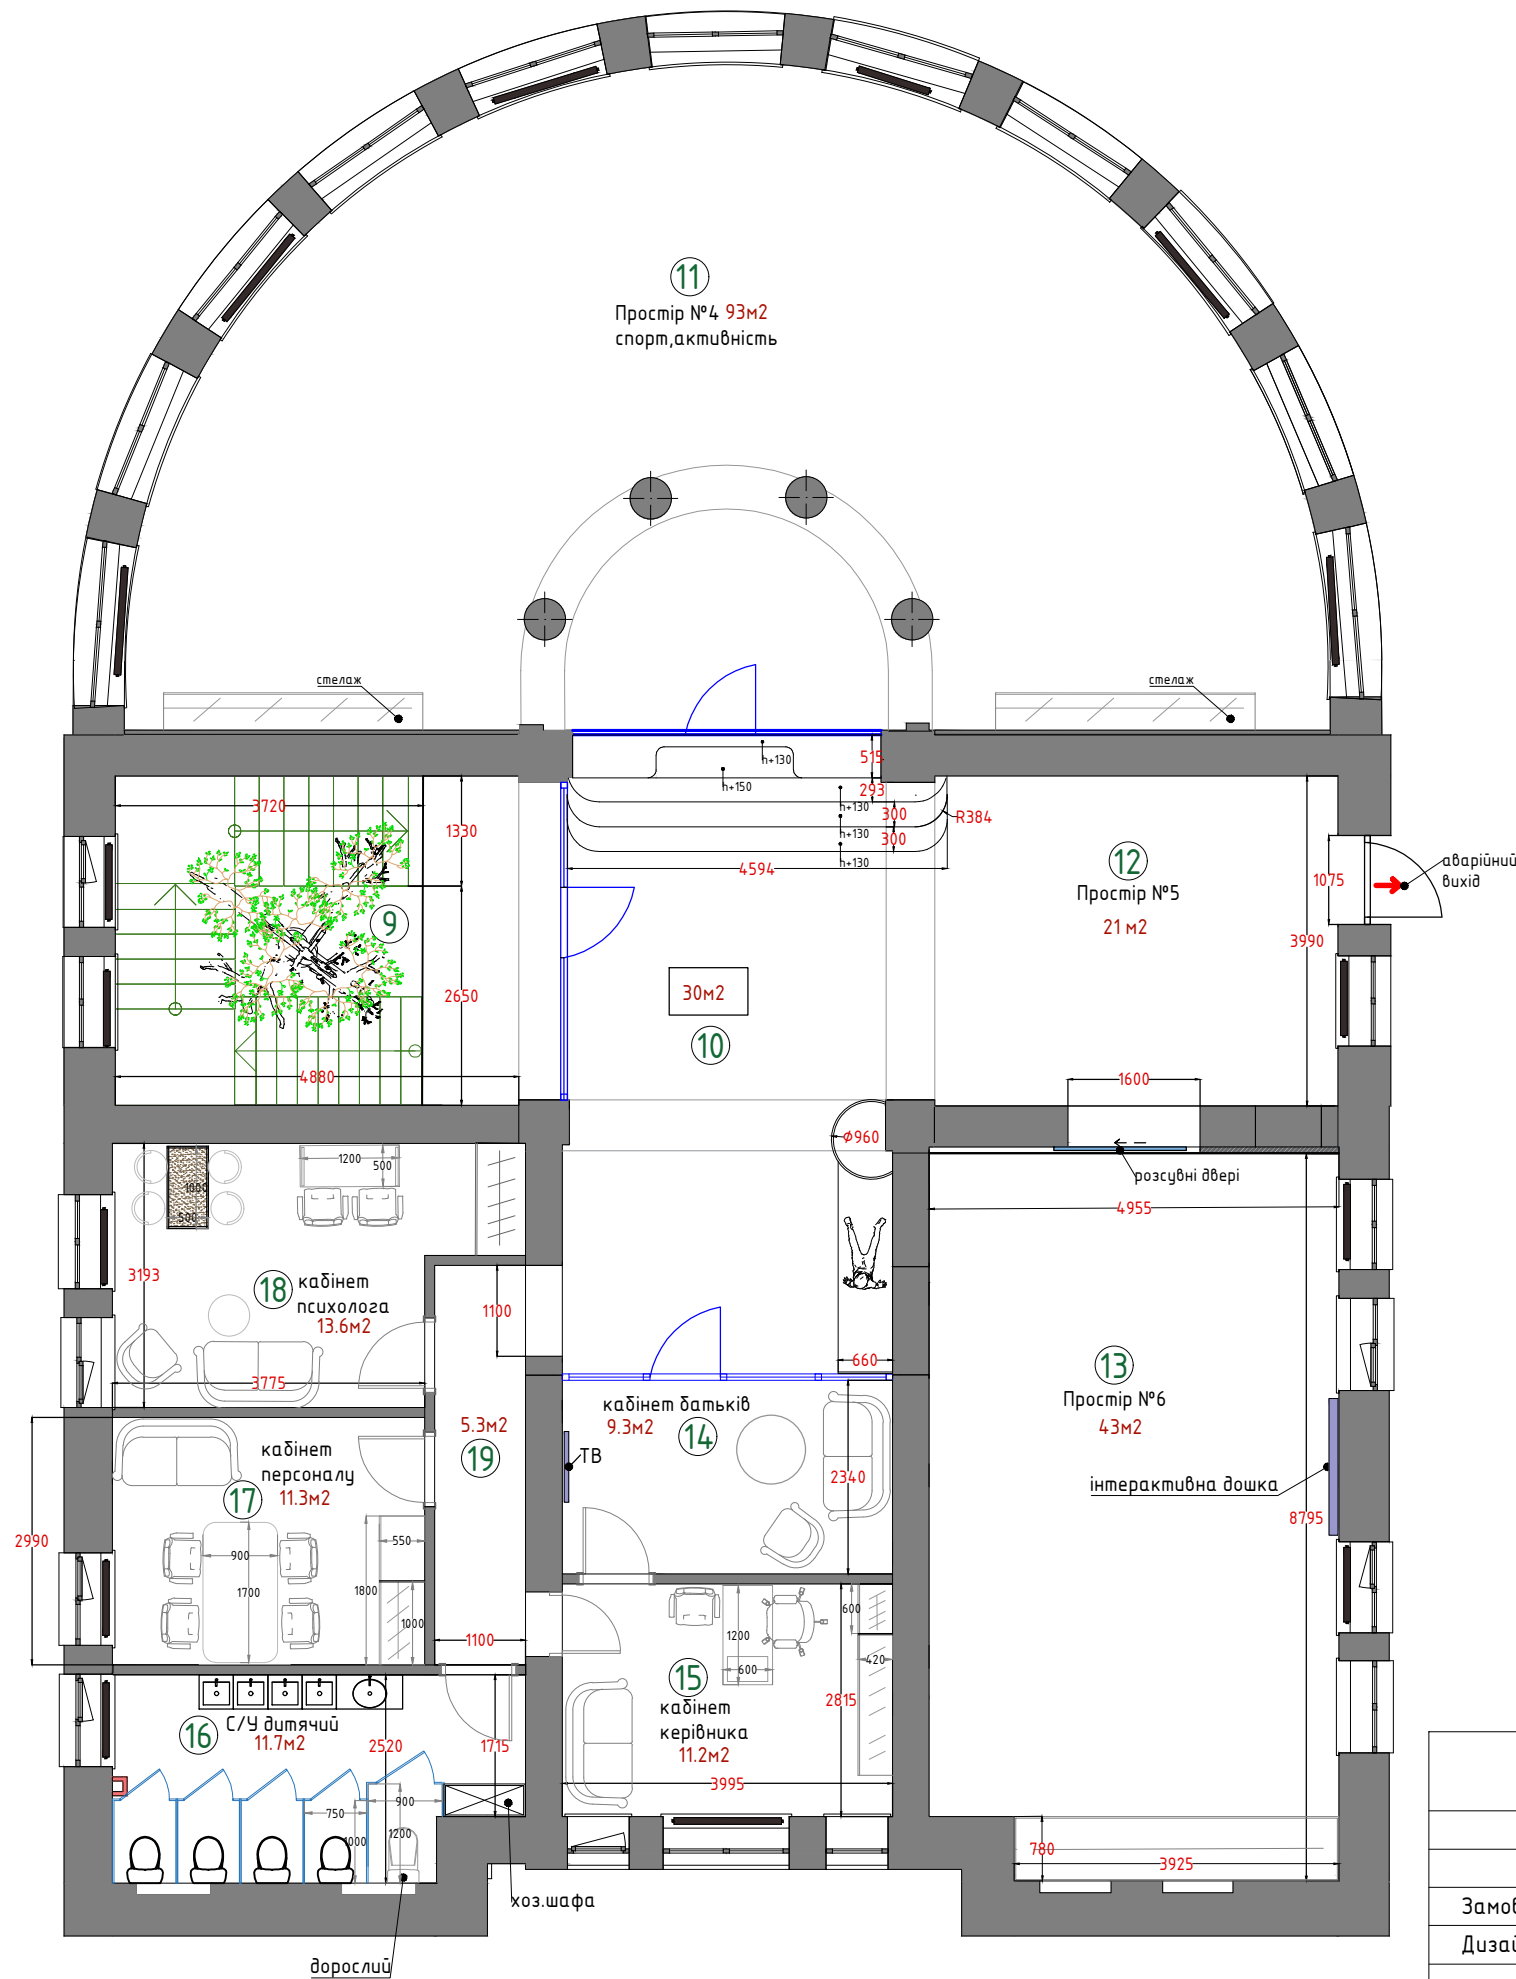 11
Простір №4 93м2
спорт,активність
стелаж
стелаж
h+130
515
h+150
293
h+130
300
R384
h+130
300
h+130
4594
3720
1330
9
2650
4880
12
Простір №5
21 м2
1075
аварійний
вихід
3990
30м2
10
1600
ø960
розсувні двері
4955
1200
500
1000
500
3193
18 кабінет
психолога
13.6м2
3775
1100
660
13
Простір №6
43м2
кабінет батьків
9.3м2
14
ТВ
2340
5.3м2
19
кабінет
персоналу
11.3м2
17
інтерактивна дошка
8795
2990
550
900
1700
1800
1000
1100
600
1200
600
420
15
кабінет
керівника
11.2м2
2815
3995
16
С/У дитячий
11.7м2
2520
1715
750
900
1000
1200
780
3925
хоз.шафа
дорослий
Замов
Дизай